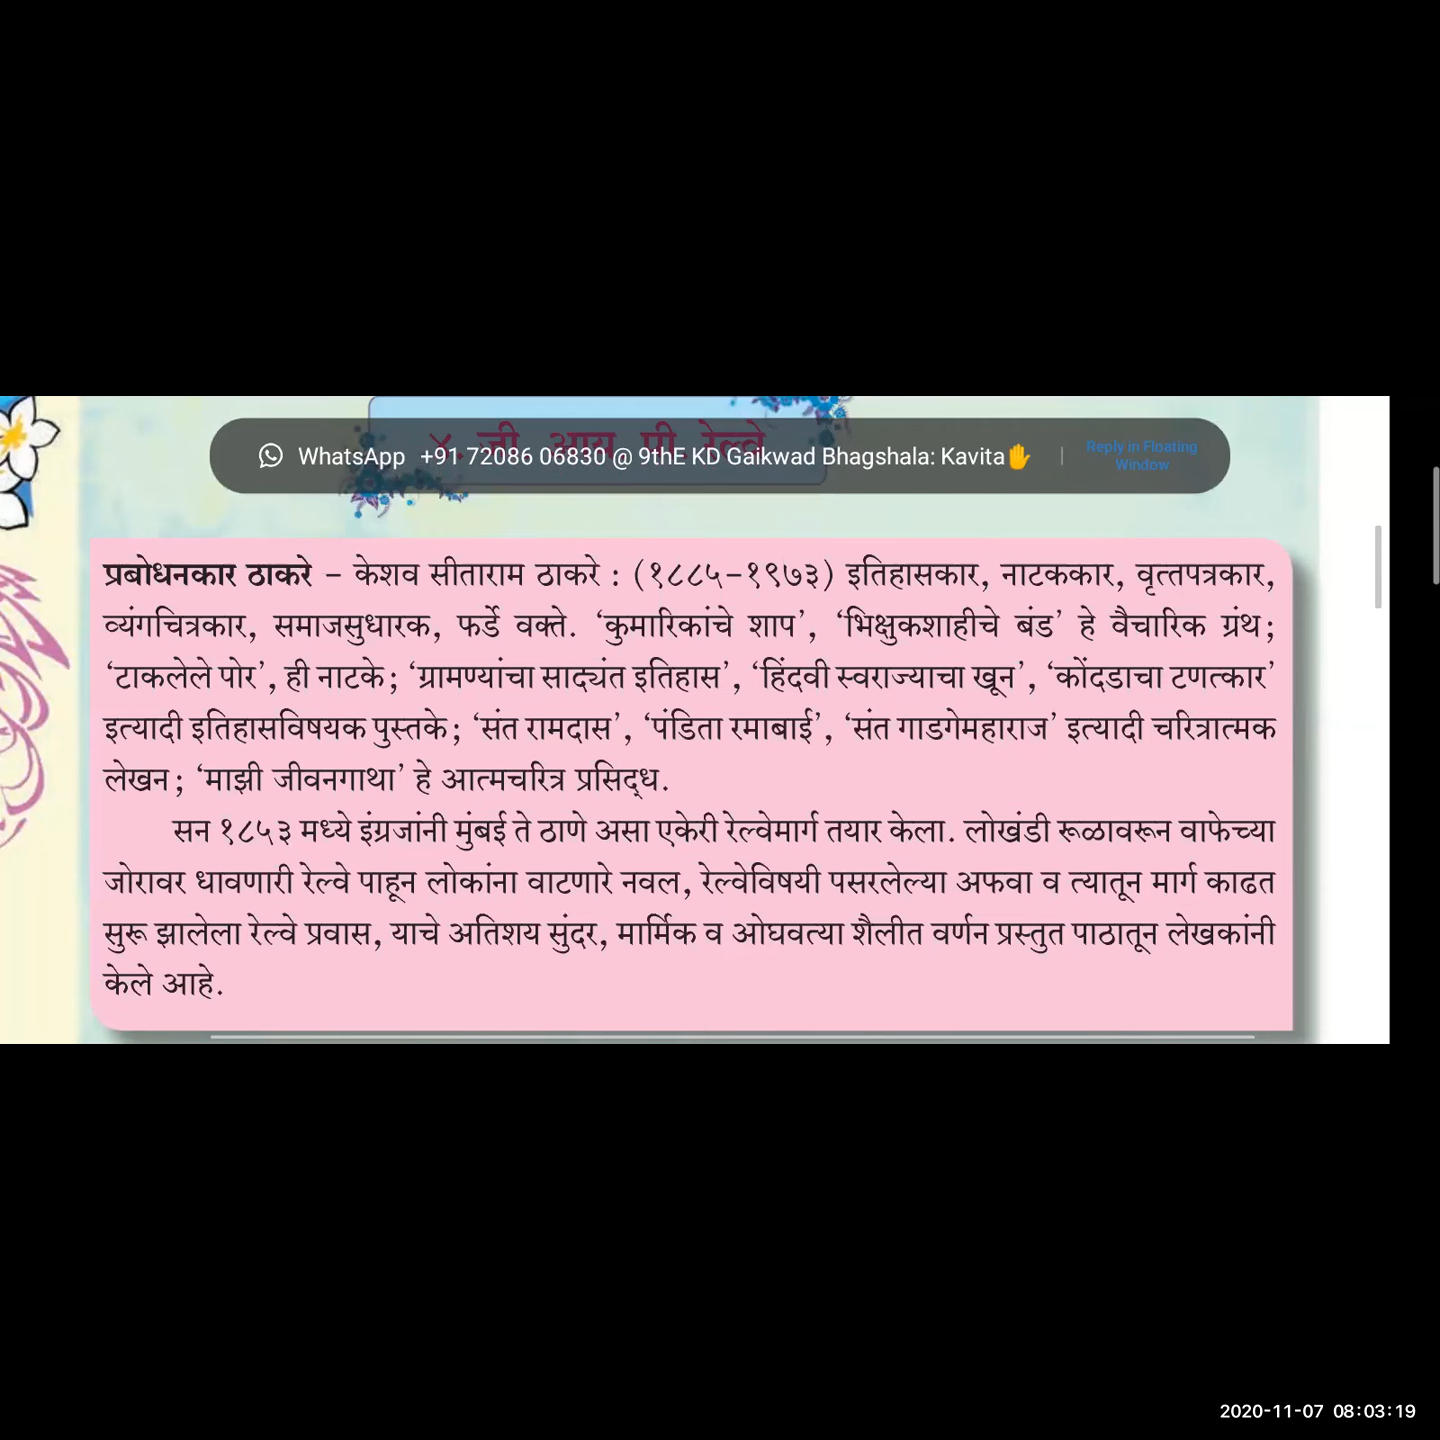 ४. जी. आय. पी. रेल्वे
WhatsApp +91 72086 06830 @ 9thE KD Gaikwad Bhagshala: Kavita✋ | Reply in Floating Window
प्रबोधनकार ठाकरे – केशव सीताराम ठाकरे : (१८८५–१९७३) इतिहासकार, नाटककार, वृत्तपत्रकार,
व्यंगचित्रकार, समाजसुधारक, फर्डे वक्ते. ‘कुमारिकांचे शाप’, ‘भिक्षुकशाहीचे बंड’ हे वैचारिक ग्रंथ;
‘टाकलेले पोर’, ही नाटके; ‘ग्रामण्यांचा साद्यंत इतिहास’, ‘हिंदवी स्वराज्याचा खून’, ‘कोंदडाचा टणत्कार’
इत्यादी इतिहासविषयक पुस्तके; ‘संत रामदास’, ‘पंडिता रमाबाई’, ‘संत गाडगेमहाराज’ इत्यादी चरित्रात्मक
लेखन; ‘माझी जीवनगाथा’ हे आत्मचरित्र प्रसिद्ध.
सन १८५३ मध्ये इंग्रजांनी मुंबई ते ठाणे असा एकेरी रेल्वेमार्ग तयार केला. लोखंडी रूळावरून वाफेच्या
जोरावर धावणारी रेल्वे पाहून लोकांना वाटणारे नवल, रेल्वेविषयी पसरलेल्या अफवा व त्यातून मार्ग काढत
सुरू झालेला रेल्वे प्रवास, याचे अतिशय सुंदर, मार्मिक व ओघवत्या शैलीत वर्णन प्रस्तुत पाठातून लेखकांनी
केले आहे.
2020-11-07 08:03:19